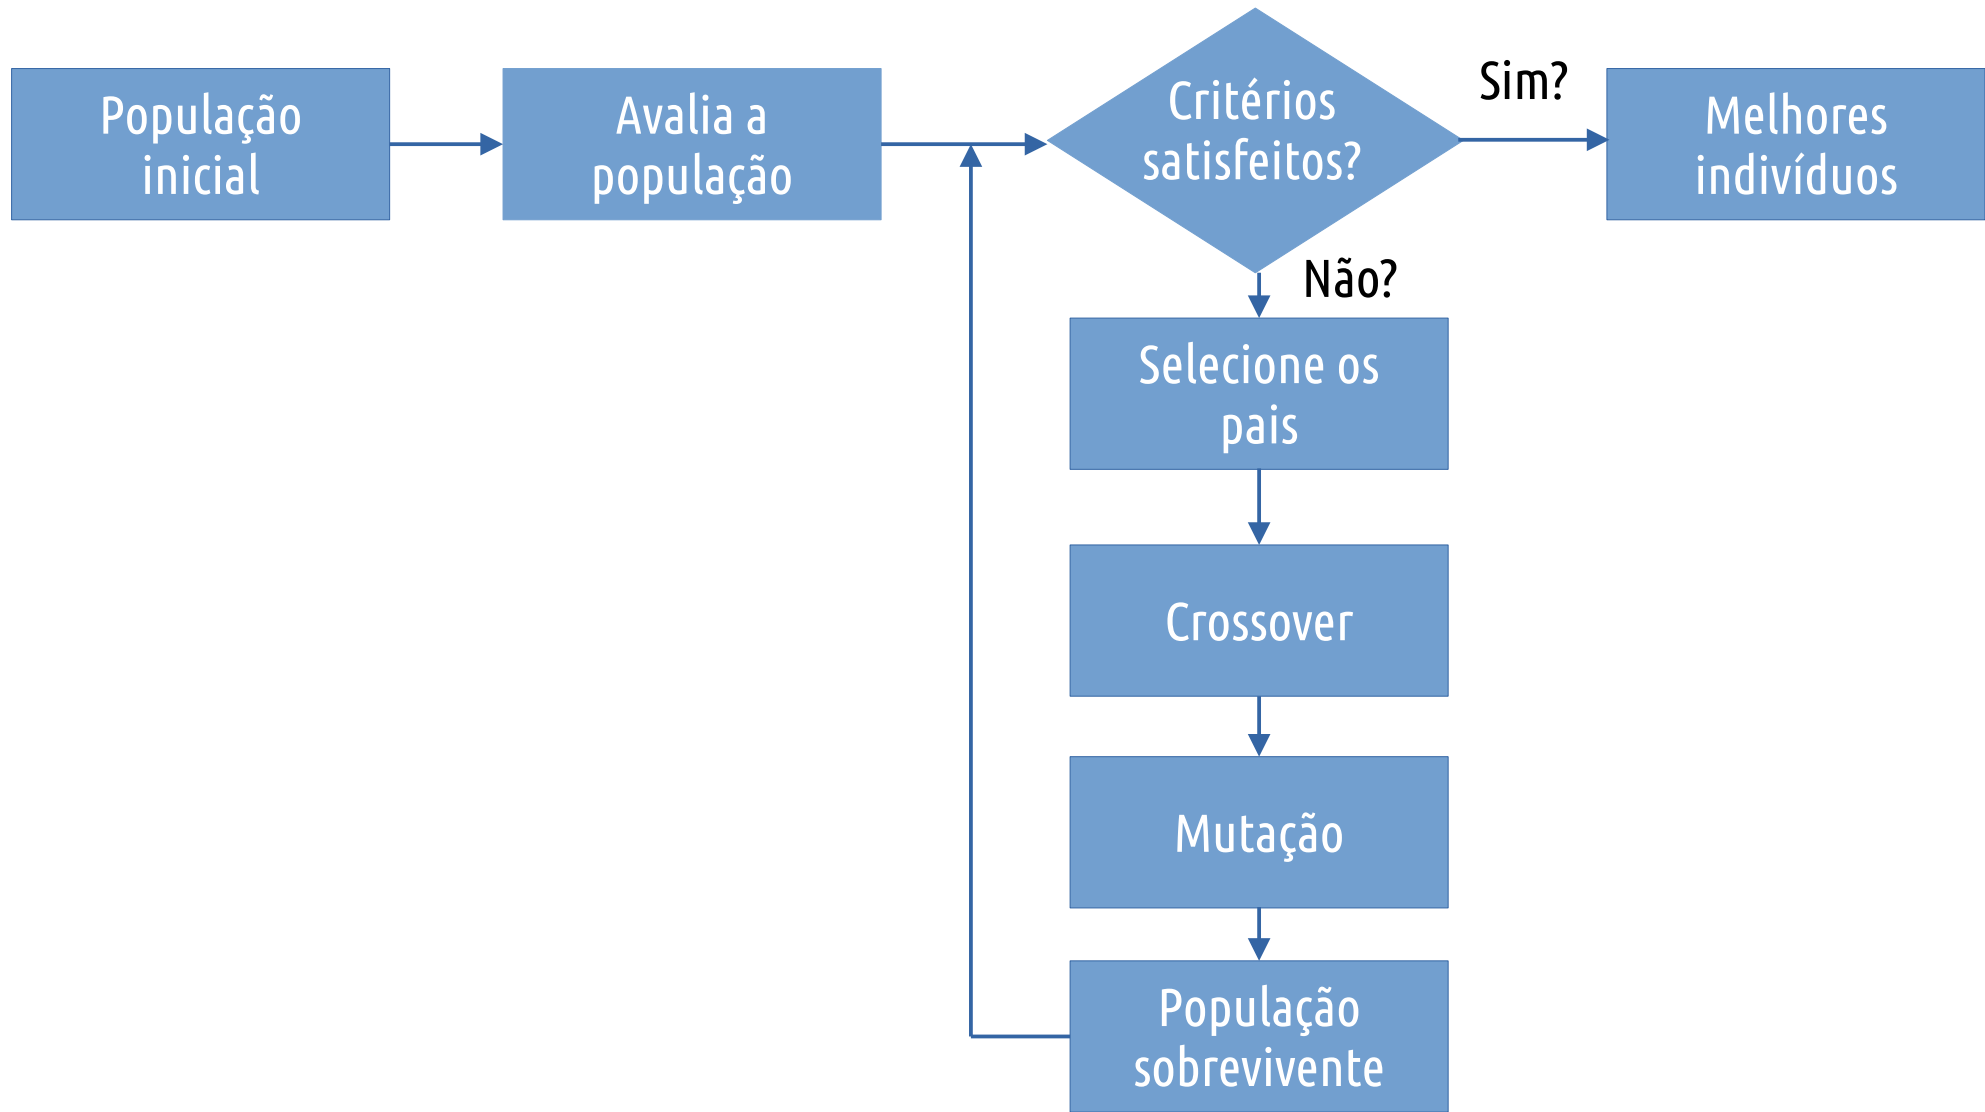 População
inicial
Avalia a
população
Critérios
satisfeitos?
Sim?
Melhores
indivíduos
Não?
Selecione os
pais
Crossover
Mutação
População
sobrevivente